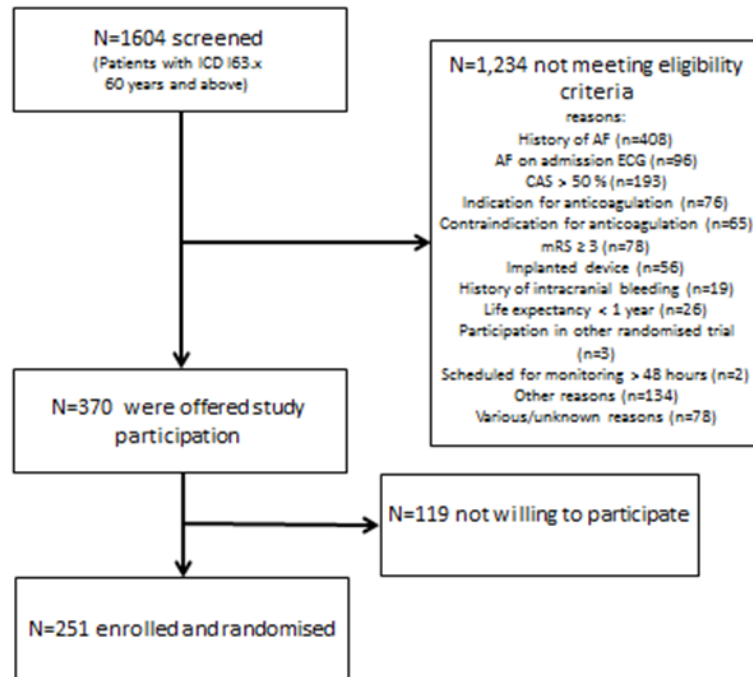 N=1604 screened
(Patients with ICD I63.x
60 years and above)
N=1,234 not meeting eligibility
criteria
reasons:
History of AF (n=408)
AF on admission ECG (n=96)
CAS > 50 % (n=193)
Indication for anticoagulation (n=76)
Contraindication for anticoagulation (n=65)
mRS ≥ 3 (n=78)
Implanted device (n=56)
History of intracranial bleeding (n=19)
Life expectancy < 1 year (n=26)
Participation in other randomised trial
(n=3)
Scheduled for monitoring > 48 hours (n=2)
Other reasons (n=134)
Various/unknown reasons (n=78)
N=370 were offered study
participation
N=119 not willing to participate
N=251 enrolled and randomised